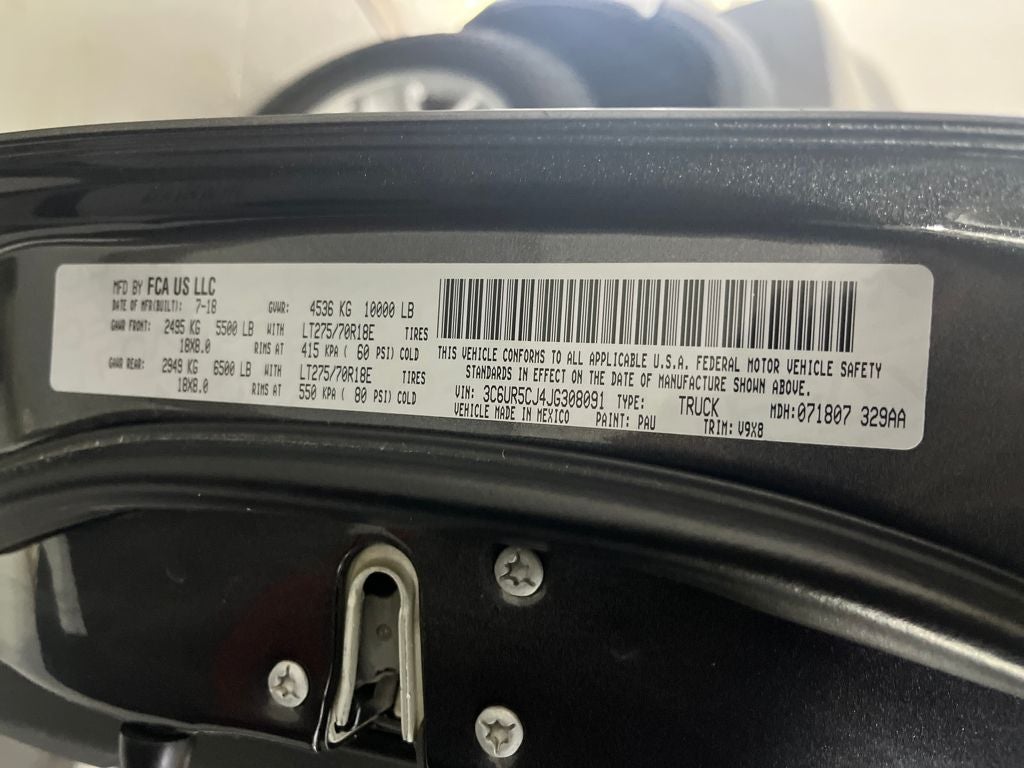 MFD BY FCA US LLC
DATE OF MFR(BUILT): 7-18 GVWR: 4536 KG 10000 LB
GAWR FRONT: 2495 KG 5500 LB WITH LT275/70R18E TIRES
18X8.0 RIMS AT 415 KPA ( 60 PSI) COLD
GAWR REAR: 2949 KG 6500 LB WITH LT275/70R18E TIRES
18X8.0 RIMS AT 550 KPA ( 80 PSI) COLD
THIS VEHICLE CONFORMS TO ALL APPLICABLE U.S.A. FEDERAL MOTOR VEHICLE SAFETY
STANDARDS IN EFFECT ON THE DATE OF MANUFACTURE SHOWN ABOVE.
VIN: 3C6UR5CJ4JG308091 TYPE: TRUCK MDH:071807 329AA
VEHICLE MADE IN MEXICO PAINT: PAU TRIM: V9X8